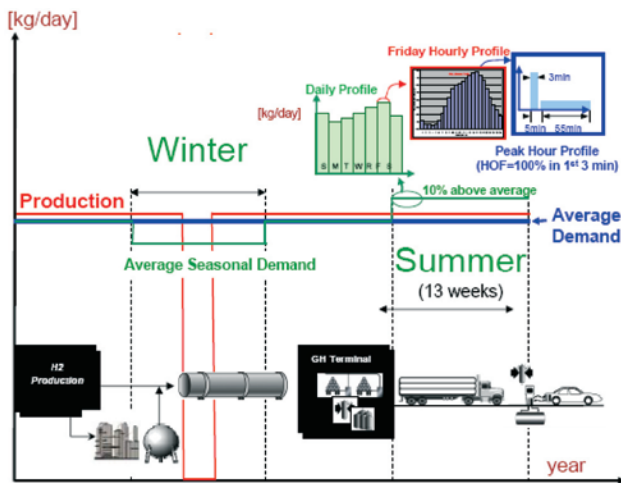 [kg/day]
Friday Hourly Profile
Daily Profile
3min
[kg/day]
5min 55min
S M T W R F S
Peak Hour Profile
(HOF=100% in 1st 3 min)
Winter
10% above average
Production
Average
Demand
Average Seasonal Demand
Summer
(13 weeks)
H2
Production
GH Terminal
year